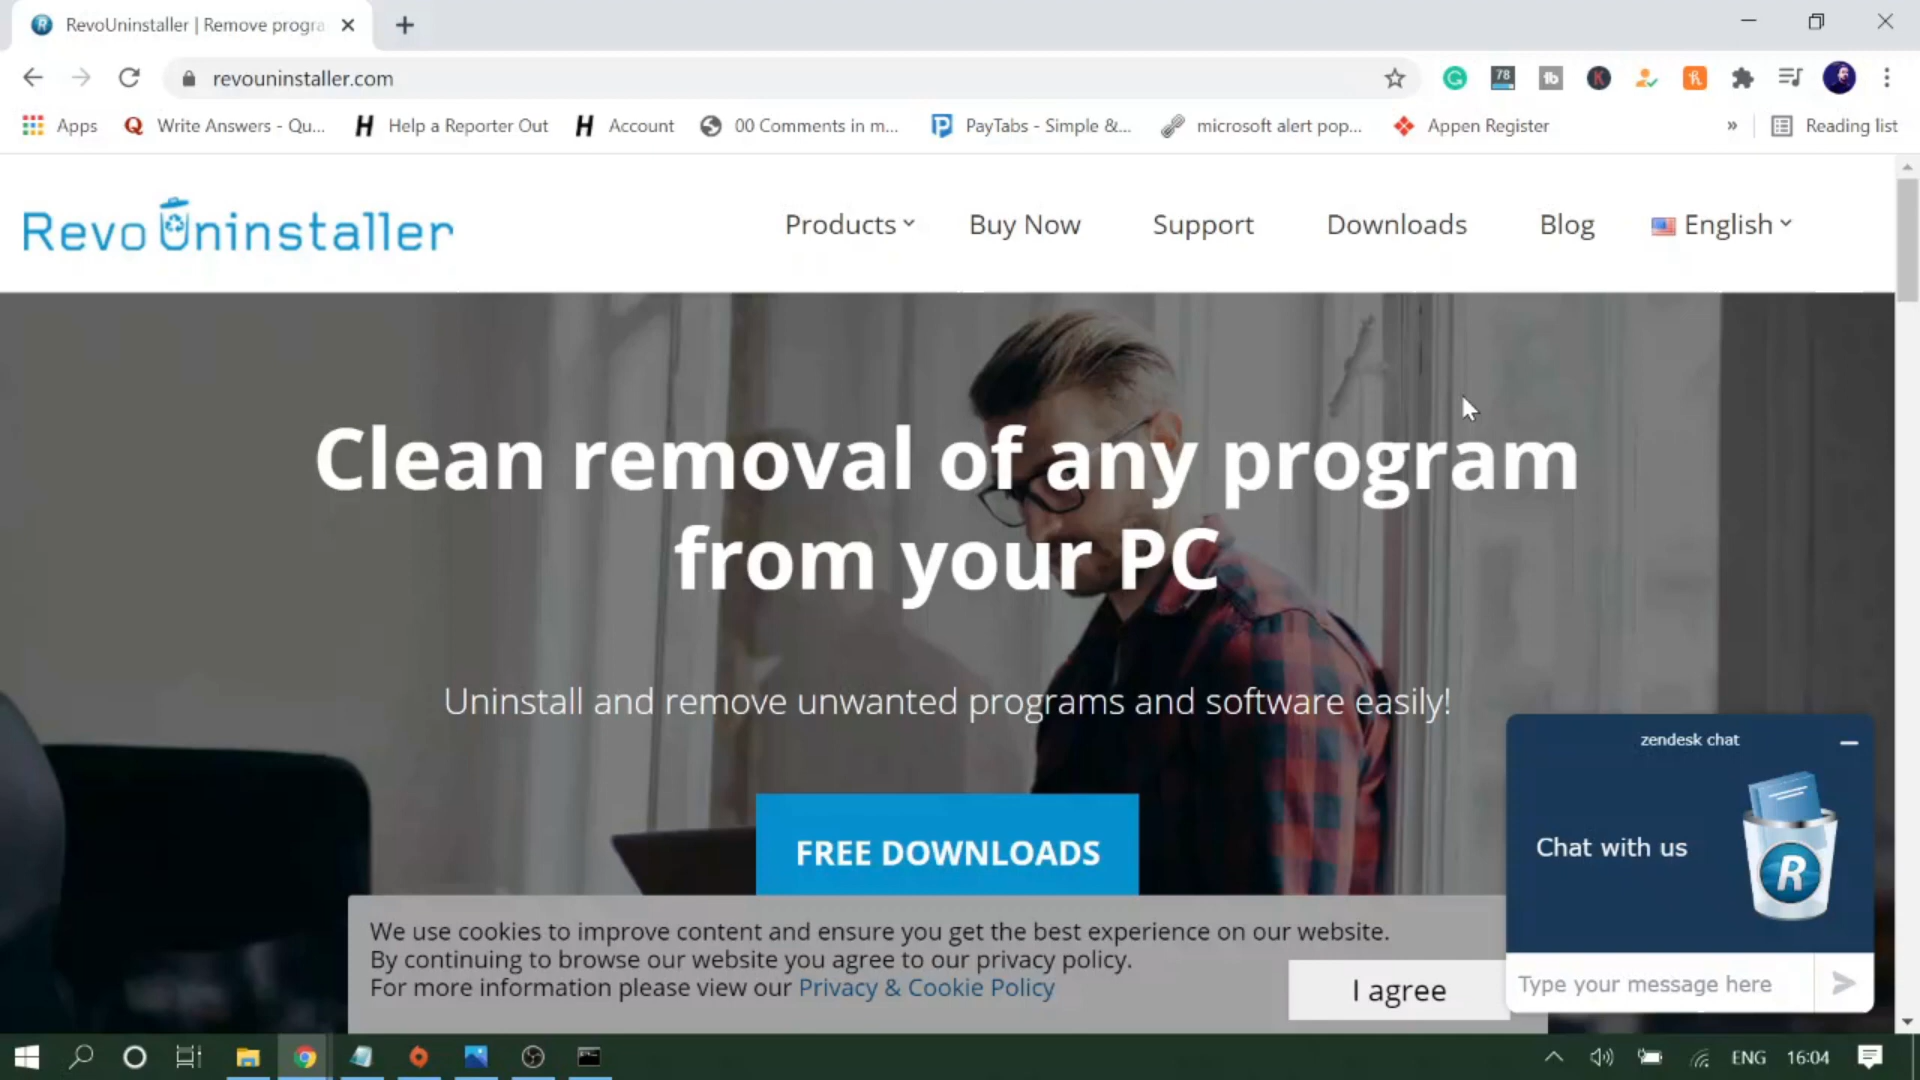 RevoUninstaller | Remove progra
revouninstaller.com
78
Apps
Write Answers - Qu...
Help a Reporter Out
Account
00 Comments in m...
PayTabs - Simple &...
microsoft alert pop...
Appen Register
»
Reading list
Revo Uninstaller
Products
Buy Now
Support
Downloads
Blog
English
Clean removal of any program
from your PC
Uninstall and remove unwanted programs and software easily!
FREE DOWNLOADS
We use cookies to improve content and ensure you get the best experience on our website.
By continuing to browse our website you agree to our privacy policy.
For more information please view our Privacy & Cookie Policy
I agree
zendesk chat
Chat with us
R
Type your message here
ENG
16:04